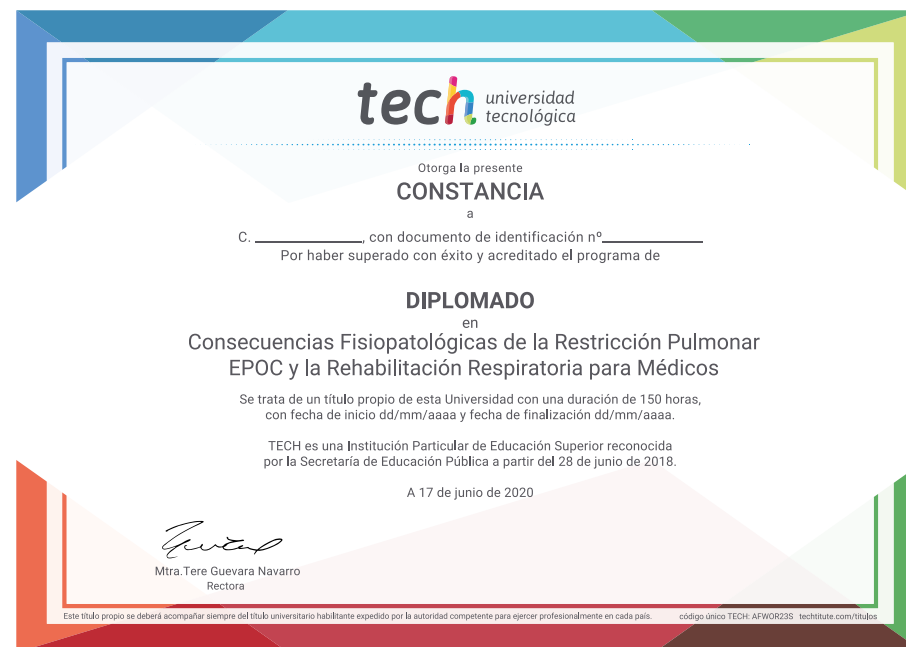 tech universidad
tecnológica
Otorga la presente
CONSTANCIA
a
C. ____________, con documento de identificación nº____________
Por haber superado con éxito y acreditado el programa de
DIPLOMADO
en
Consecuencias Fisiopatológicas de la Restricción Pulmonar
EPOC y la Rehabilitación Respiratoria para Médicos
Se trata de un título propio de esta Universidad con una duración de 150 horas,
con fecha de inicio dd/mm/aaaa y fecha de finalización dd/mm/aaaa.
TECH es una Institución Particular de Educación Superior reconocida
por la Secretaría de Educación Pública a partir del 28 de junio de 2018.
A 17 de junio de 2020
Mtra.Tere Guevara Navarro
Rectora
Este título propio se deberá acompañar siempre del título universitario habilitante expedido por la autoridad competente para ejercer profesionalmente en cada país. código único TECH: AFWOR23S techtitute.com/titulos